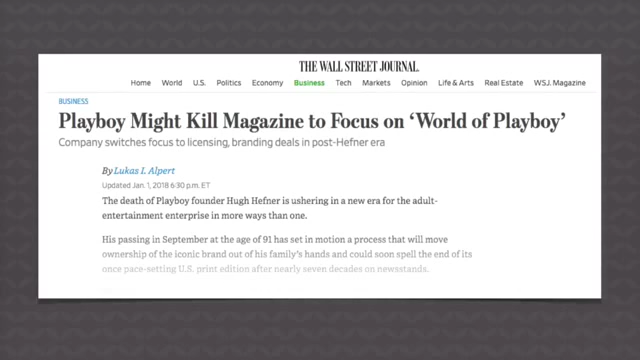 THE WALL STREET JOURNAL.
Home World U.S. Politics Economy Business Tech Markets Opinion Life & Arts Real Estate WSJ. Magazine
BUSINESS
Playboy Might Kill Magazine to Focus on ‘World of Playboy’
Company switches focus to licensing, branding deals in post-Hefner era
By Lukas I. Alpert
Updated Jan. 1, 2018 6:30 p.m. ET
The death of Playboy founder Hugh Hefner is ushering in a new era for the adult-
entertainment enterprise in more ways than one.
His passing in September at the age of 91 has set in motion a process that will move
ownership of the iconic brand out of his family’s hands and could soon spell the end of its
once pace-setting U.S. print edition after nearly seven decades on newsstands.